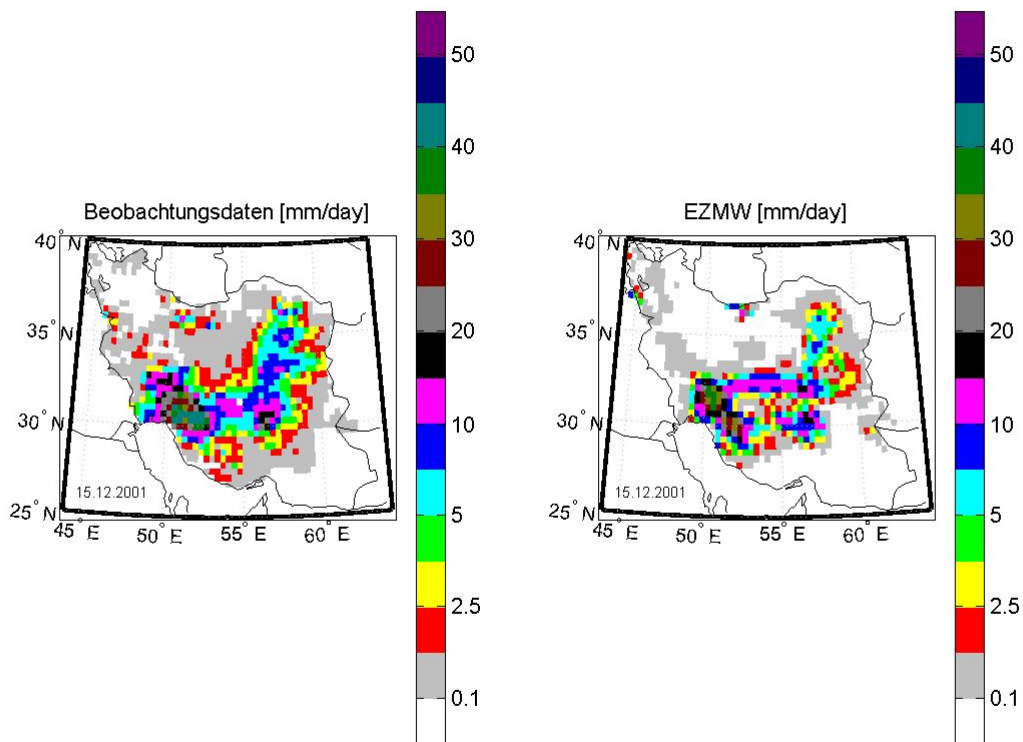 Beobachtungsdaten [mm/day]
40° N
35° N
30° N
25° N
45° E
50° E
55° E
60° E
15.12.2001
50
40
30
20
10
5
2.5
0.1
EZMW [mm/day]
40° N
35° N
30° N
25° N
45° E
50° E
55° E
60° E
15.12.2001
50
40
30
20
10
5
2.5
0.1